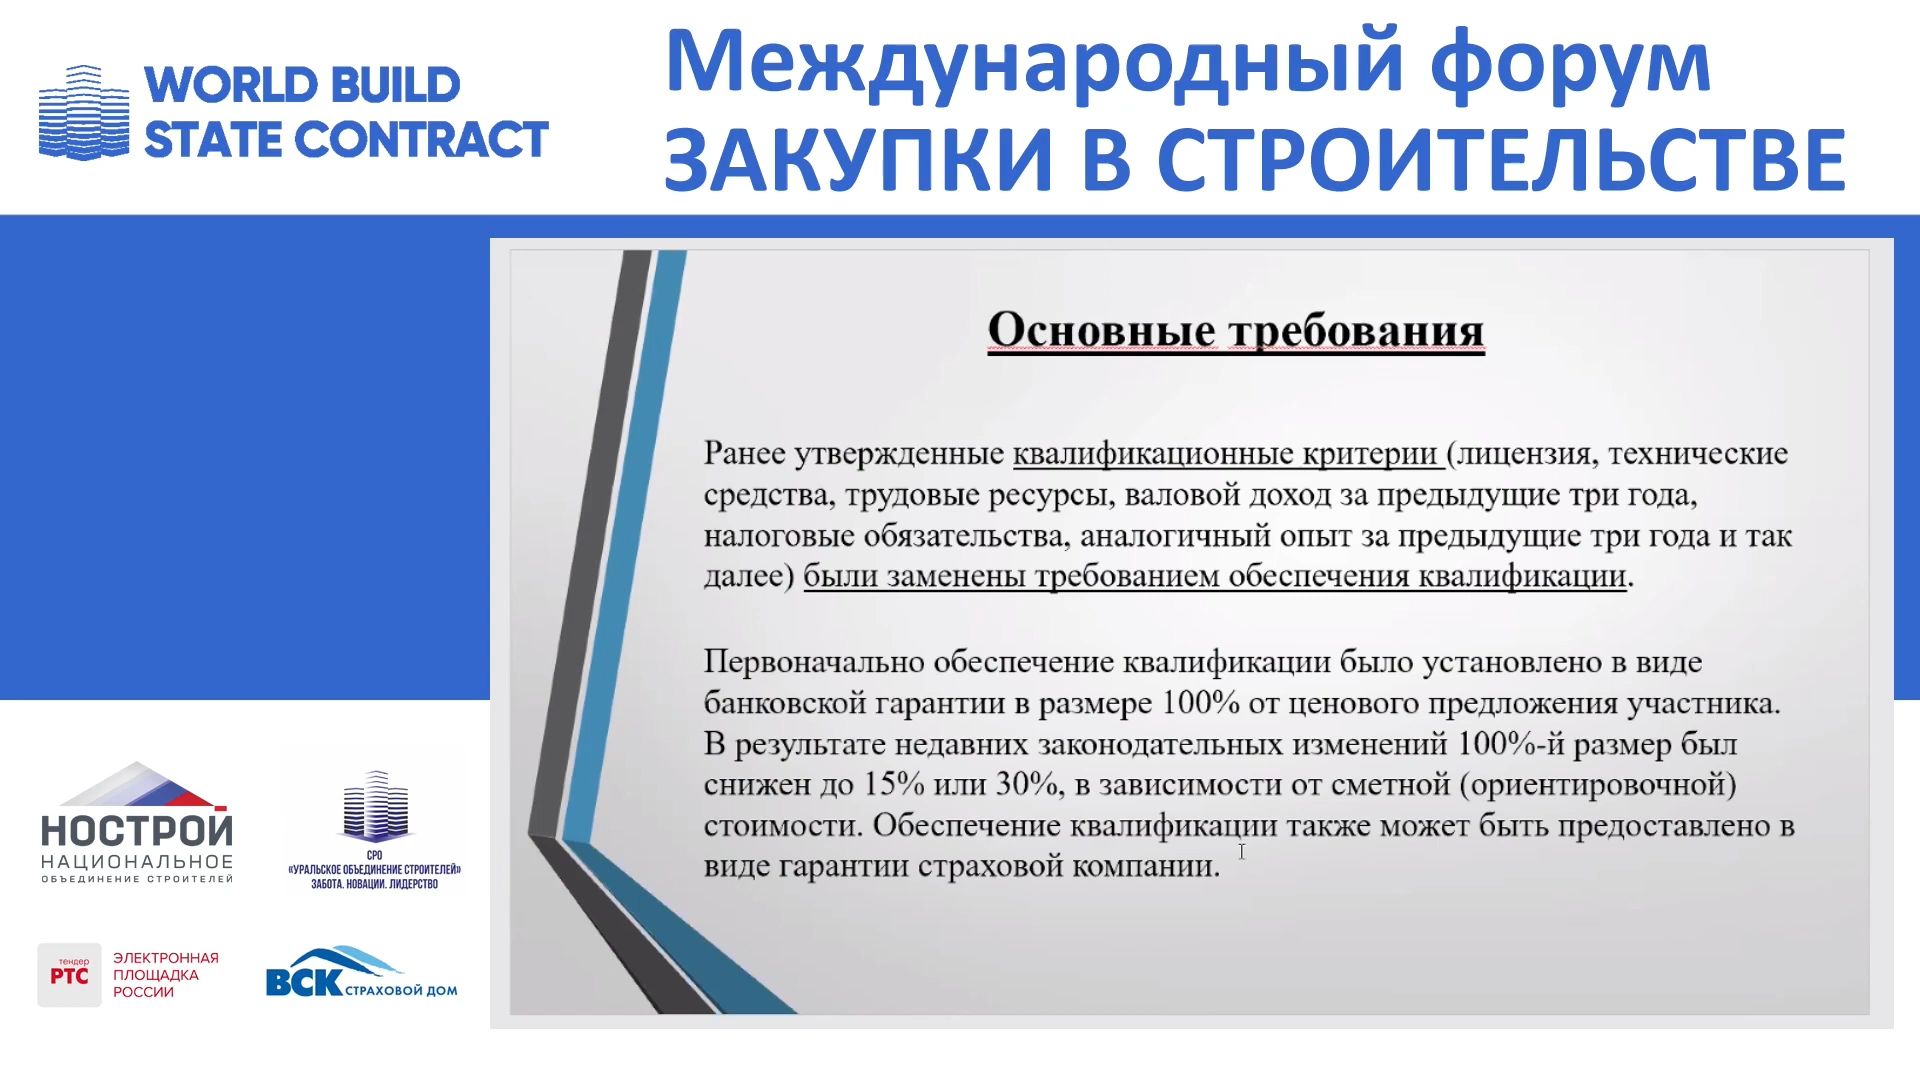 WORLD BUILD
STATE CONTRACT
Международный форум
ЗАКУПКИ В СТРОИТЕЛЬСТВЕ
Основные требования
Ранее утвержденные квалификационные критерии (лицензия, технические
средства, трудовые ресурсы, валовой доход за предыдущие три года,
налоговые обязательства, аналогичный опыт за предыдущие три года и так
далее) были заменены требованием обеспечения квалификации.
Первоначально обеспечение квалификации было установлено в виде
банковской гарантии в размере 100% от ценового предложения участника.
В результате недавних законодательных изменений 100%-й размер был
снижен до 15% или 30%, в зависимости от сметной (ориентировочной)
стоимости. Обеспечение квалификации также может быть предоставлено в
виде гарантии страховой компании.
НОСТРОЙ
НАЦИОНАЛЬНОЕ
ОБЪЕДИНЕНИЕ СТРОИТЕЛЕЙ
СРО
«УРАЛЬСКОЕ ОБЪЕДИНЕНИЕ СТРОИТЕЛЕЙ»
ЗАБОТА. НОВАЦИИ. ЛИДЕРСТВО
тендер
РТС
ЭЛЕКТРОННАЯ
ПЛОЩАДКА
РОССИИ
ВСК СТРАХОВОЙ ДОМ